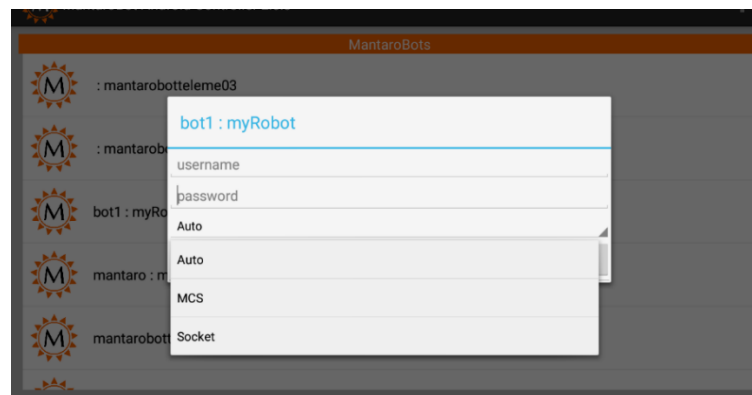 MantaroBots
M : mantarobotteleme03
bot1 : myRobot
M : mantarob
username
password
M bot1 : myRo
Auto
Auto
M mantaro : m
MCS
M mantarobott
Socket